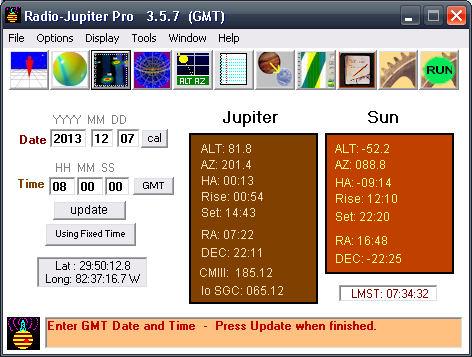 Radio-Jupiter Pro 3.5.7 (GMT)
File Options Display Tools Window Help
ALT AZ
RUN
YYYY MM DD
Date 2013 12 07 cal
HH MM SS
Time 08 00 00 GMT
update
Using Fixed Time
Lat : 29:50:12.8
Long: 82:37:16.7 W
Jupiter
ALT: 81.8
AZ: 201.4
HA: 00:13
Rise: 00:54
Set: 14:43
RA: 07:22
DEC: 22:11
CMIII: 185.12
Io SGC: 065.12
Sun
ALT: -52.2
AZ: 088.8
HA: -09:14
Rise: 12:10
Set: 22:20
RA: 16:48
DEC: -22:25
LMST: 07:34:32
Enter GMT Date and Time - Press Update when finished.